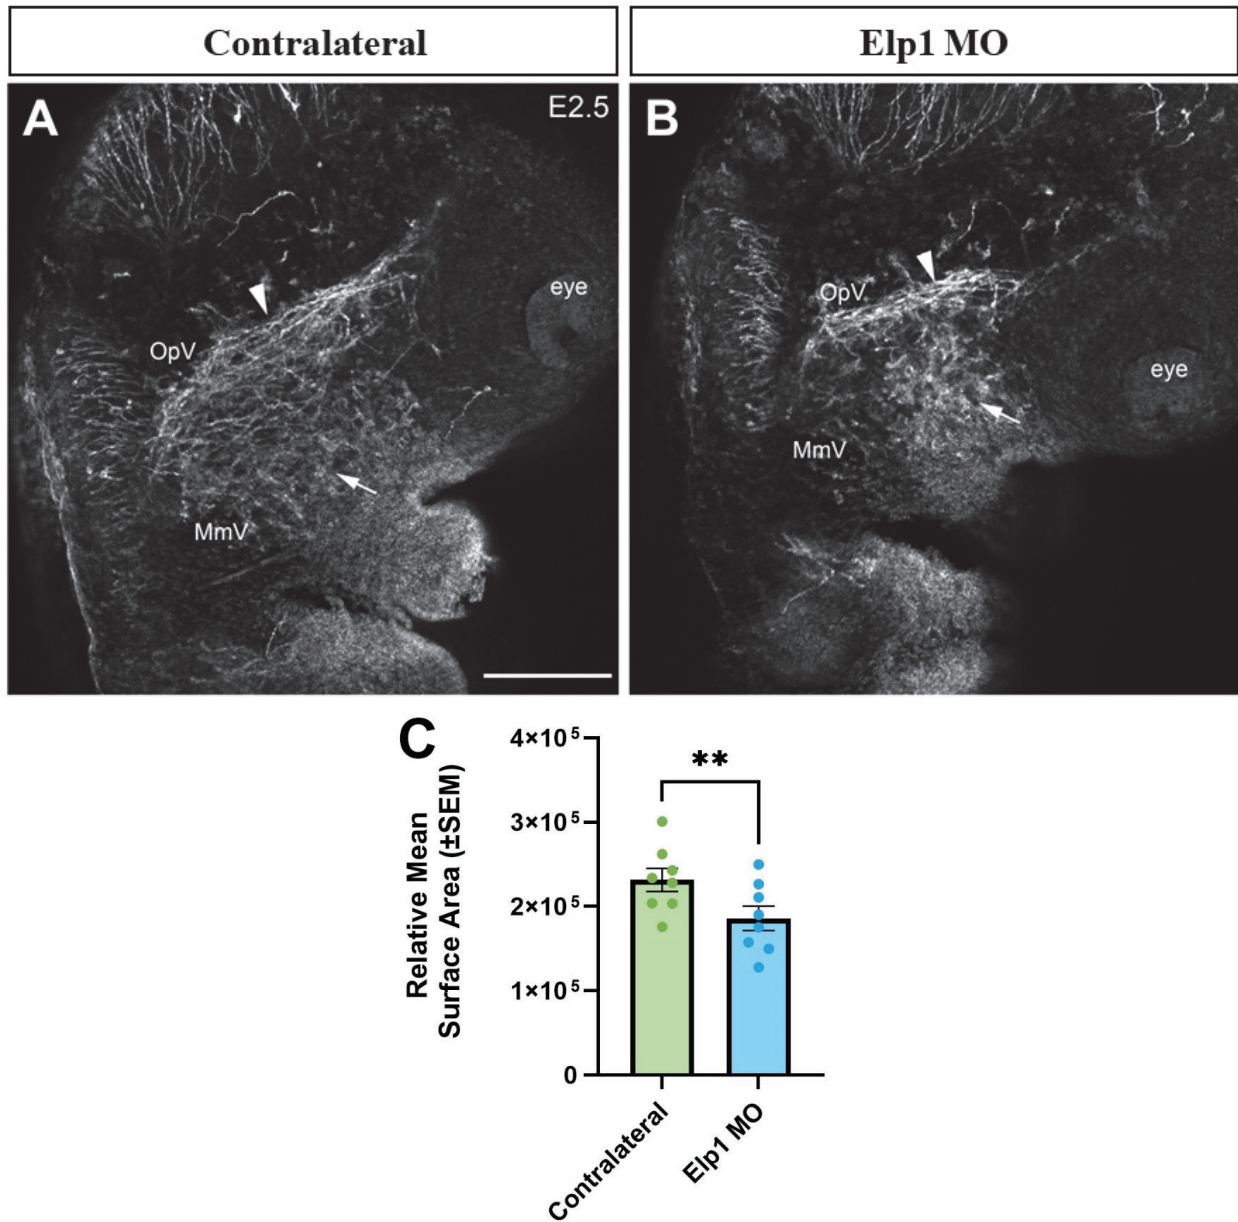 Contralateral
Elp1 MO
A
E2.5
OpV
eye
MmV
B
OpV
eye
MmV
C
4×10⁵
3×10⁵
2×10⁵
1×10⁵
0
Relative Mean
Surface Area (±SEM)
**
Contralateral
Elp1 MO